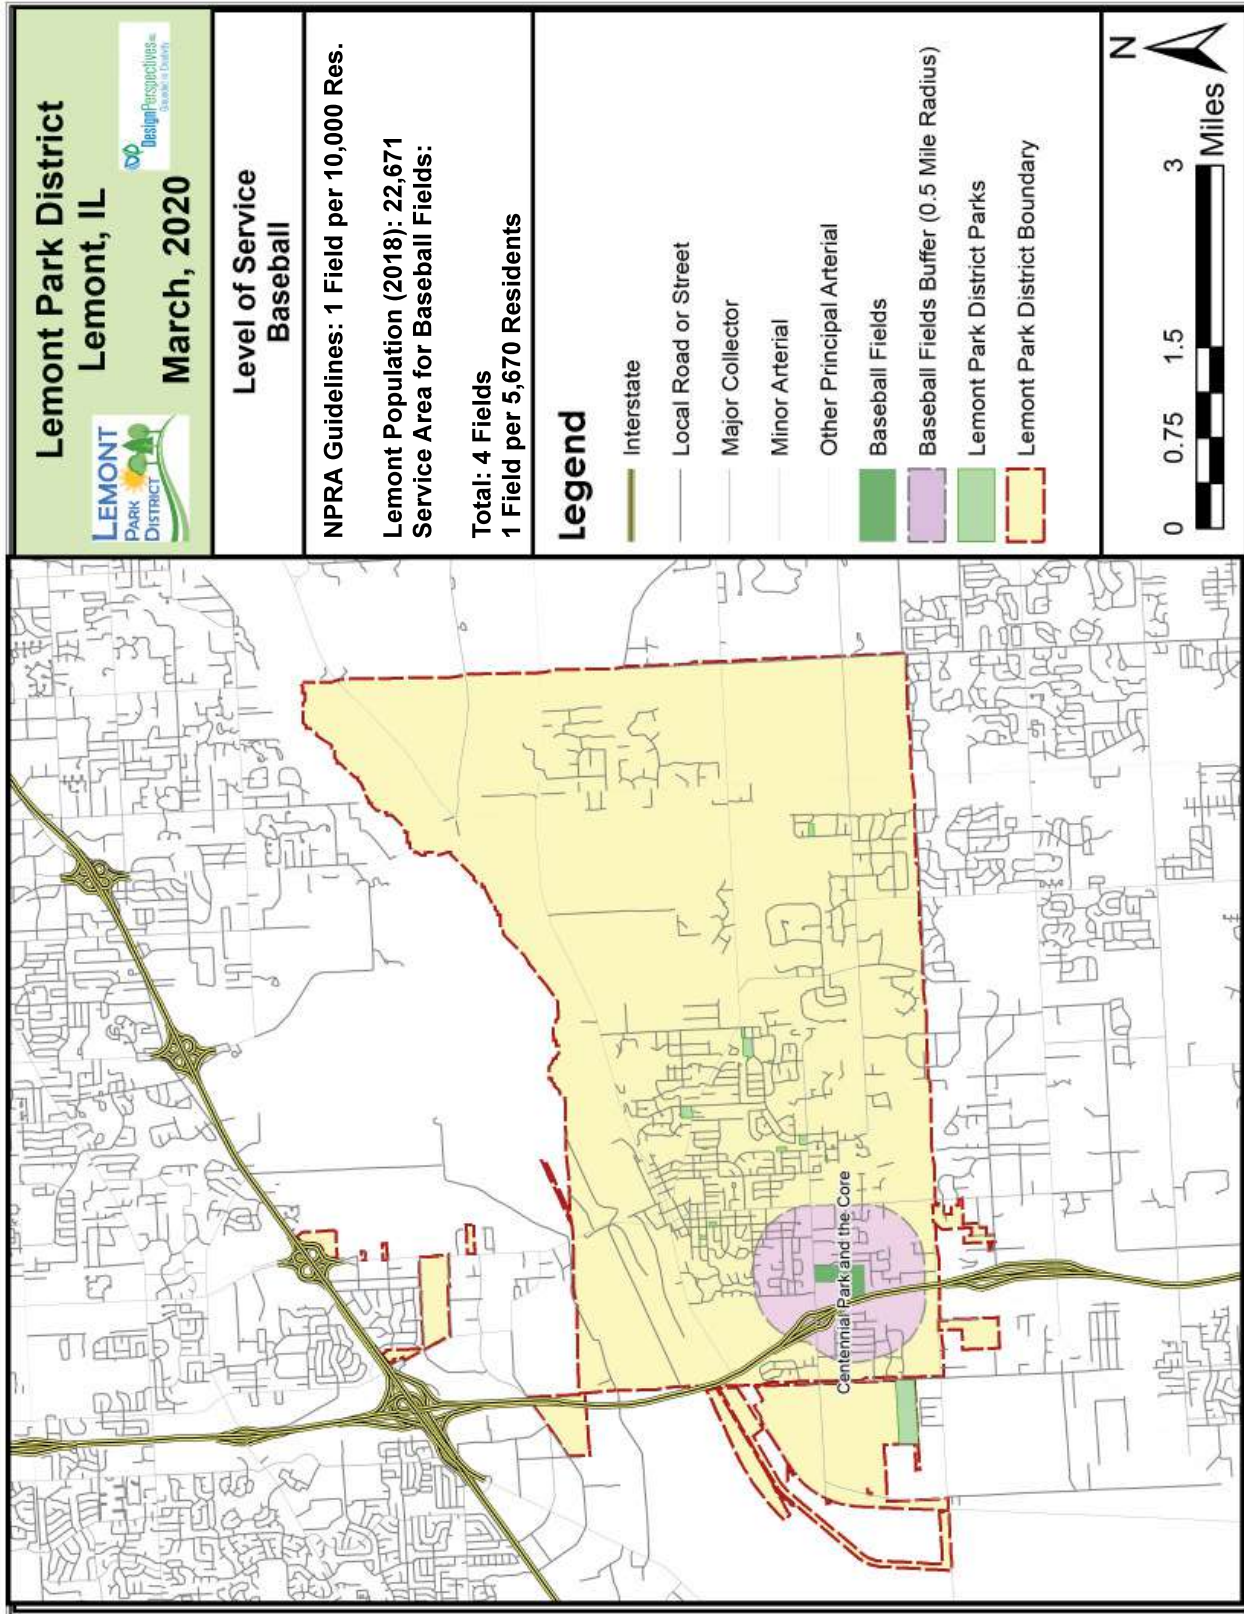 Lemont Park District
Lemont, IL
March, 2020
LEMONT
PARK
DISTRICT
DesignPerspectives INC.
Grounded in Creativity
Level of Service
Baseball
NPRA Guidelines: 1 Field per 10,000 Res.
Lemont Population (2018): 22,671
Service Area for Baseball Fields:
Total: 4 Fields
1 Field per 5,670 Residents
Legend
Interstate
Local Road or Street
Major Collector
Minor Arterial
Other Principal Arterial
Baseball Fields
Baseball Fields Buffer (0.5 Mile Radius)
Lemont Park District Parks
Lemont Park District Boundary
N
0 0.75 1.5 3
Miles
Centennial Park and the Core